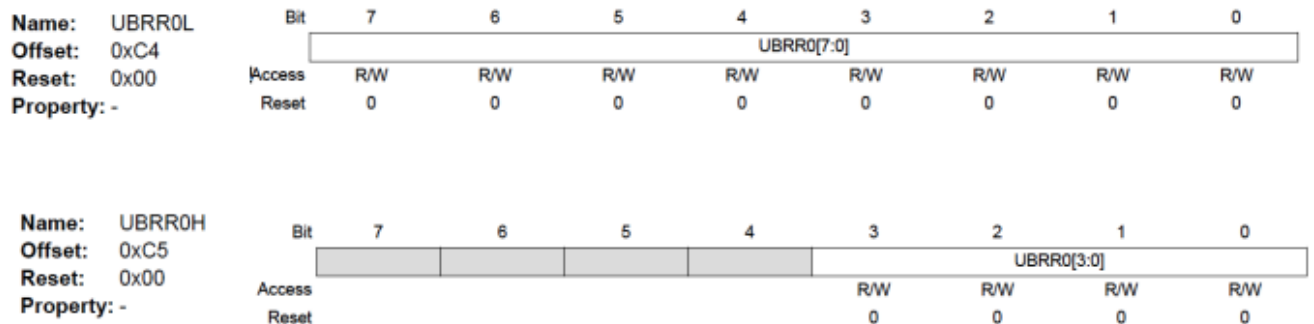 Name: UBRR0L
Offset: 0xC4
Reset: 0x00
Property: -
Bit 7 6 5 4 3 2 1 0
UBRR0[7:0]
Access R/W R/W R/W R/W R/W R/W R/W R/W
Reset 0 0 0 0 0 0 0 0
Name: UBRR0H
Offset: 0xC5
Reset: 0x00
Property: -
Bit 7 6 5 4 3 2 1 0
UBRR0[3:0]
Access R/W R/W R/W R/W
Reset 0 0 0 0